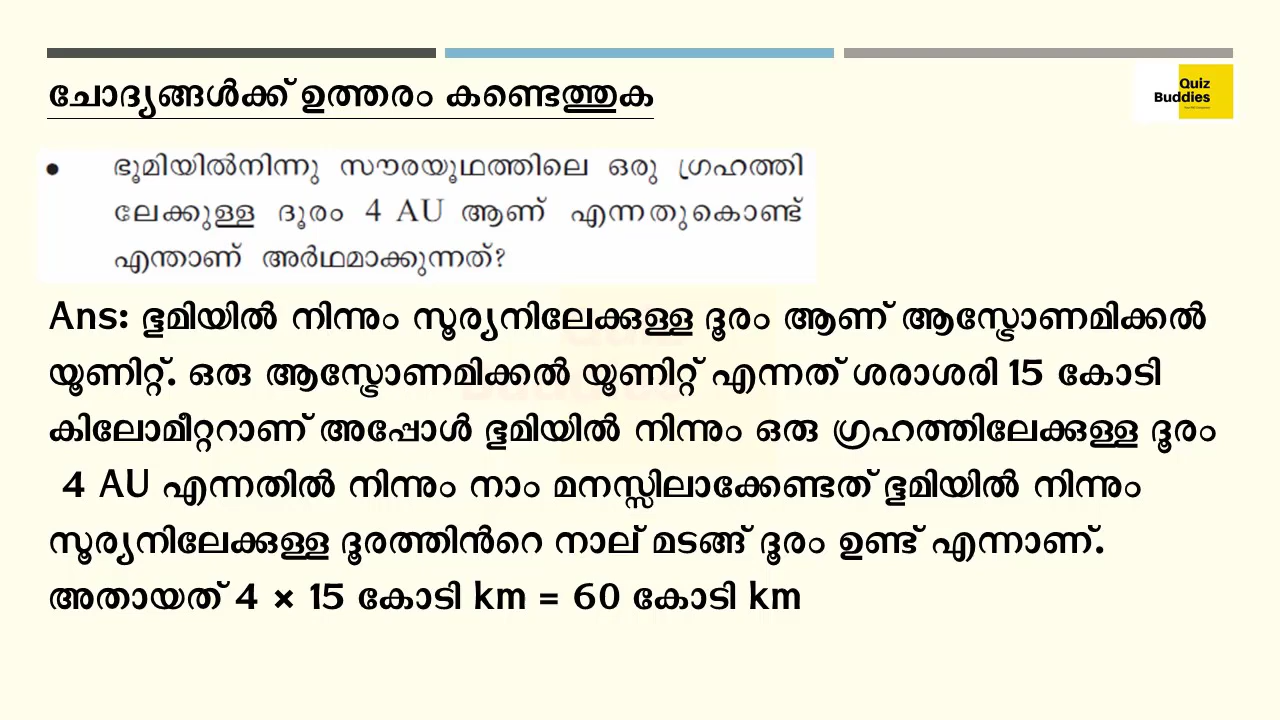 ചോദ്യങ്ങൾക്ക് ഉത്തരം കണ്ടെത്തുക
Quiz
Buddies
• ഭൂമിയിൽനിന്നു സൗരയൂഥത്തിലെ ഒരു ഗ്രഹത്തി
ലേക്കുള്ള ദൂരം 4 AU ആണ് എന്നതുകൊണ്ട്
എന്താണ് അർഥമാക്കുന്നത്?
Ans: ഭൂമിയിൽ നിന്നും സൂര്യനിലേക്കുള്ള ദൂരം ആണ് ആസ്ട്രോണമിക്കൽ
യൂണിറ്റ്. ഒരു ആസ്ട്രോണമിക്കൽ യൂണിറ്റ് എന്നത് ശരാശരി 15 കോടി
കിലോമീറ്ററാണ് അപ്പോൾ ഭൂമിയിൽ നിന്നും ഒരു ഗ്രഹത്തിലേക്കുള്ള ദൂരം
4 AU എന്നതിൽ നിന്നും നാം മനസ്സിലാക്കേണ്ടത് ഭൂമിയിൽ നിന്നും
സൂര്യനിലേക്കുള്ള ദൂരത്തിൻറെ നാല് മടങ്ങ് ദൂരം ഉണ്ട് എന്നാണ്.
അതായത് 4 × 15 കോടി km = 60 കോടി km